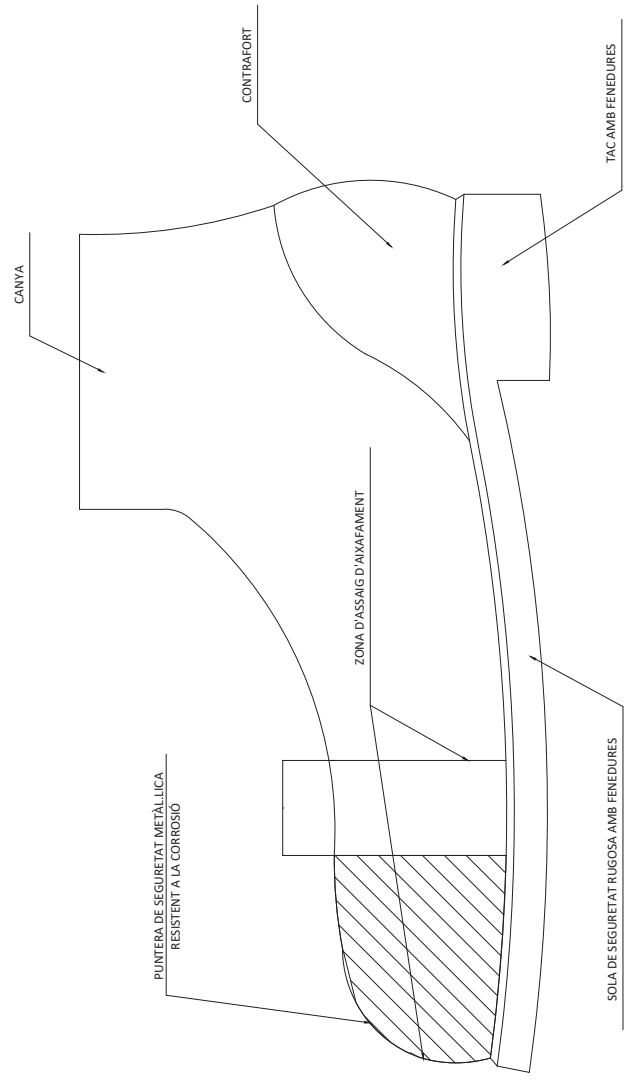 CANYA
CONTRAFORT
TAC AMB FENEDURES
ZONA D'ASSAIG D'AIXAFAMENT
PUNTERA DE SEGURETAT METÀL.LICA
RESISTENT A LA CORROSIÓ
SOLA DE SEGURETAT RUGOSA AMB FENEDURES